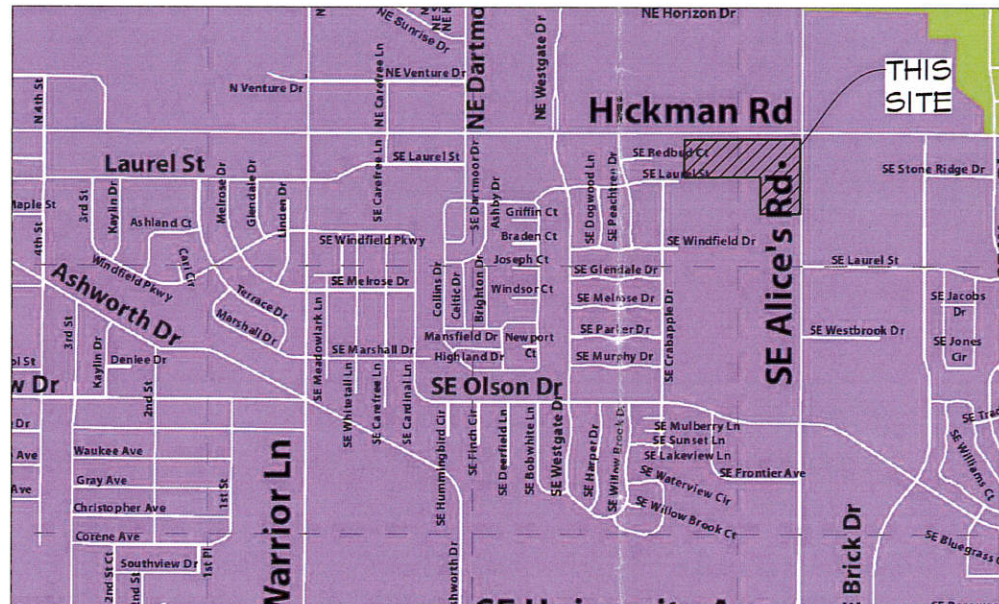 NE Horizon Dr
NE Sunrise Dr
NE Venture Dr
N Venture Dr
NE Carefree Ln
NE Dartmo
NE Westgate Dr
N 4th St
Hickman Rd
THIS
SITE
Laurel St
SE Laurel St
SE Redbud Ct
SE Laurel St
SE Stone Ridge Dr
Maple St
4th St
3rd St
Kaylin Dr
Ashland Ct
Melrose Dr
Glendale Dr
Linden Dr
SE Carefree Ln
SE Dartmoor Dr
Ashby Dr
Griffin Ct
SE Dogwood Ln
SE Peachtree Dr
SE Alice's Rd.
Braden Ct
SE Windfield Pkwy
SE Windfield Dr
Windfield Pkwy
Joseph Ct
SE Glendale Dr
SE Laurel St
Ashworth Dr
Terrace Dr
SE Melrose Dr
Collins Dr
Celtic Dr
Brighton Dr
Windsor Ct
SE Melrose Dr
SE Jacobs
Dr
Marshall Dr
SE Meadowlark Ln
Mansfield Dr
Newport
Ct
SE Parker Dr
SE Crabapple Dr
SE Westbrook Dr
SE Jones
Cir
3rd St
Kaylin Dr
Denlee Dr
SE Marshall Dr
Highland Dr
SE Murphy Dr
ol St
w Dr
2nd St
SE Olson Dr
SE Whitetall Ln
SE Carefree Ln
SE Cardinal Ln
SE Hummingbird Cir
SE Finch Cir
SE Deerfield Ln
SE Bobwhite Ln
SE Westgate Dr
SE Harper Dr
SE Willow Brook D
SE Mulberry Ln
SE Sunset Ln
SE Lakeview Ln
SE Frontier Ave
SE Tra
SE Williams Ct
Dr
Waukee Ave
Ave
Gray Ave
Ave
1st St
Christopher Ave
Corene Ave
Southview Dr
2nd St Ct
2nd St
1st Pl
Warrior Ln
SE Waterview Cir
SE Willow Brook Ct
SE Bluegrass C
Brick Dr
shworth Dr